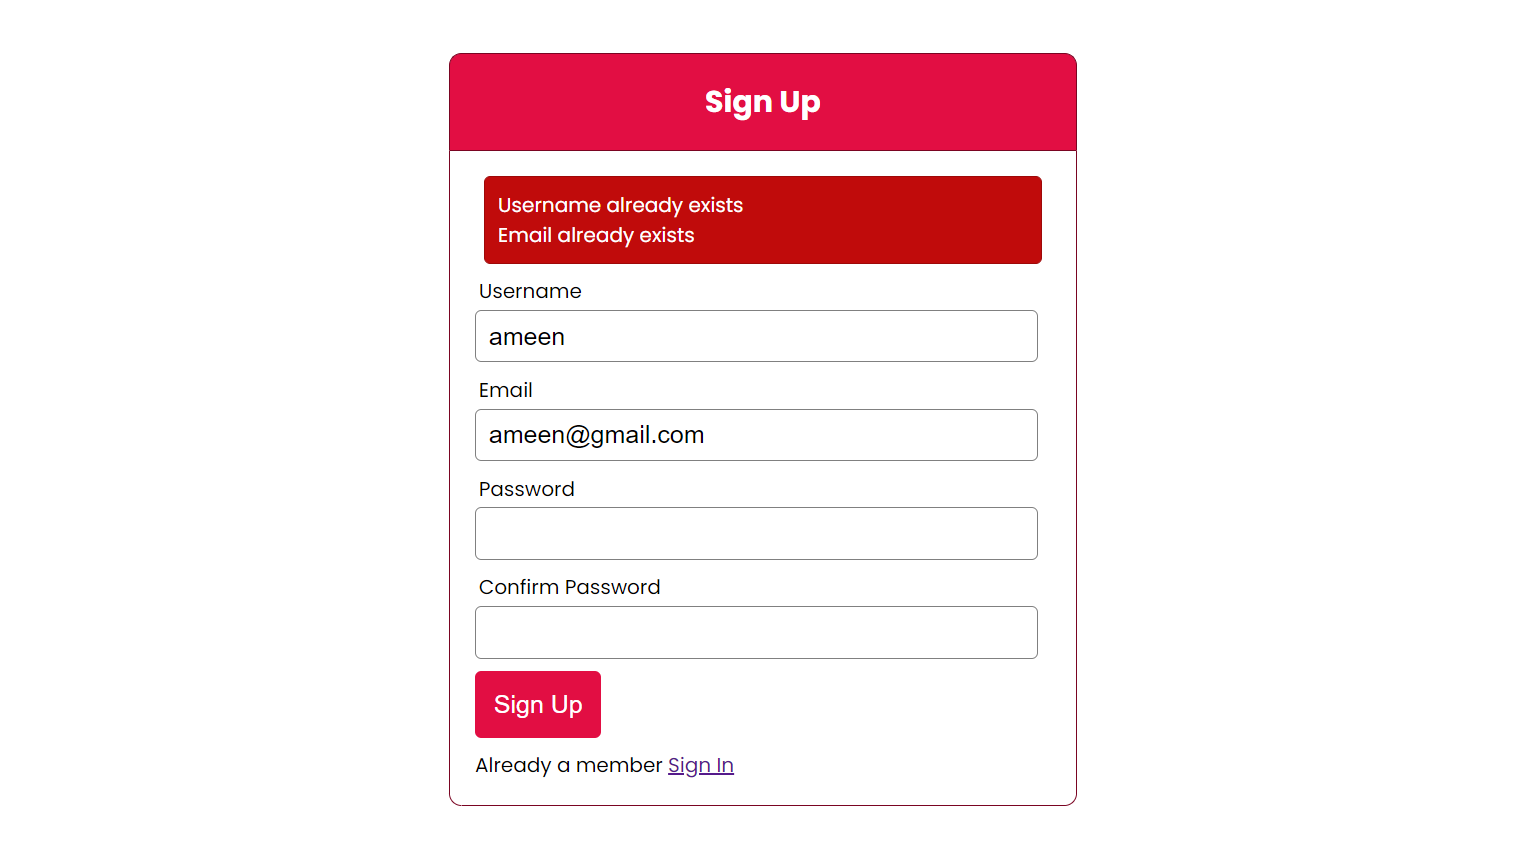 Sign Up
Username already exists
Email already exists
Username
ameen
Email
ameen@gmail.com
Password
Confirm Password
Sign Up
Already a member Sign In